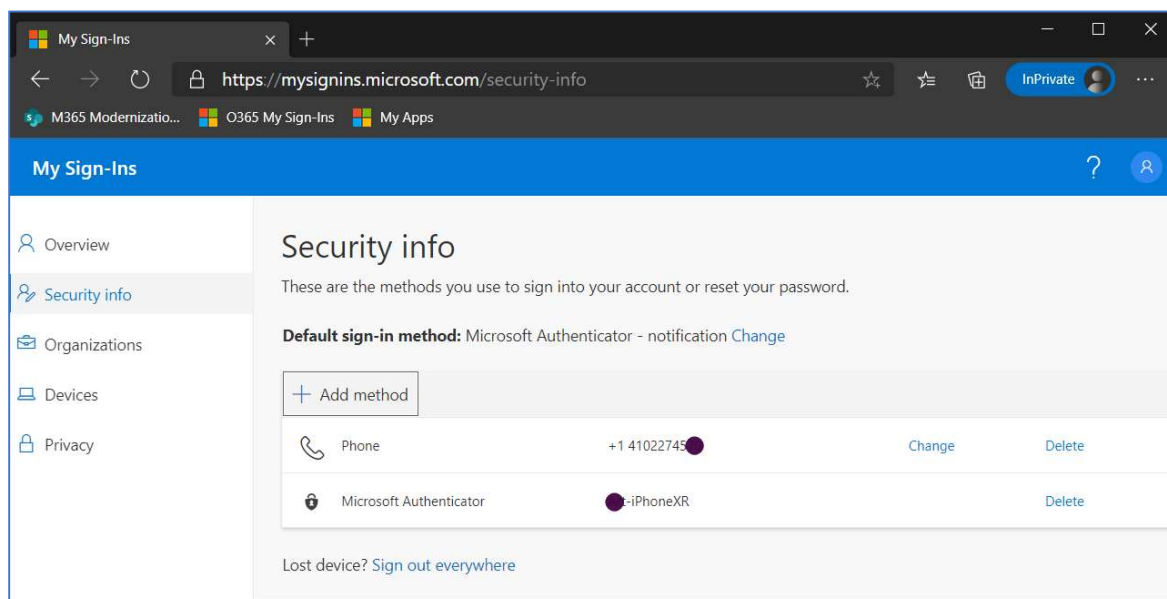 My Sign-Ins
https://mysignins.microsoft.com/security-info
InPrivate
M365 Modernizatio... O365 My Sign-Ins My Apps
My Sign-Ins
?
Overview
Security info
Organizations
Devices
Privacy
Security info
These are the methods you use to sign into your account or reset your password.
Default sign-in method: Microsoft Authenticator - notification Change
+ Add method
Phone +1 41022745 Change Delete
Microsoft Authenticator t-iPhoneXR Delete
Lost device? Sign out everywhere